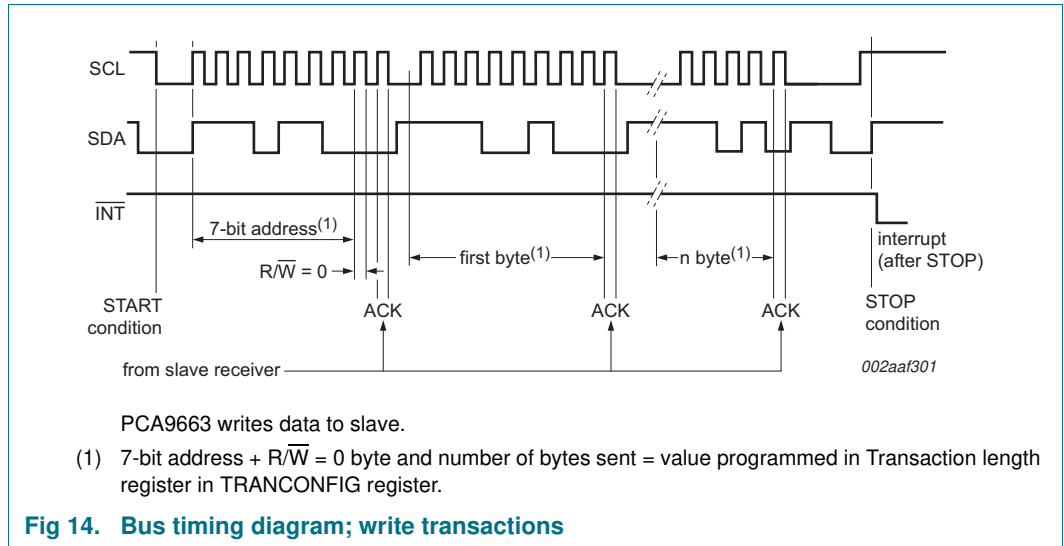 SCL
SDA
INT
7-bit address(1)
first byte(1)
n byte(1)
interrupt
(after STOP)
R/W = 0
START
condition
ACK
ACK
ACK
STOP
condition
from slave receiver
002aaf301
PCA9663 writes data to slave.
(1) 7-bit address + R/W = 0 byte and number of bytes sent = value programmed in Transaction length
register in TRANCONFIG register.
Fig 14. Bus timing diagram; write transactions